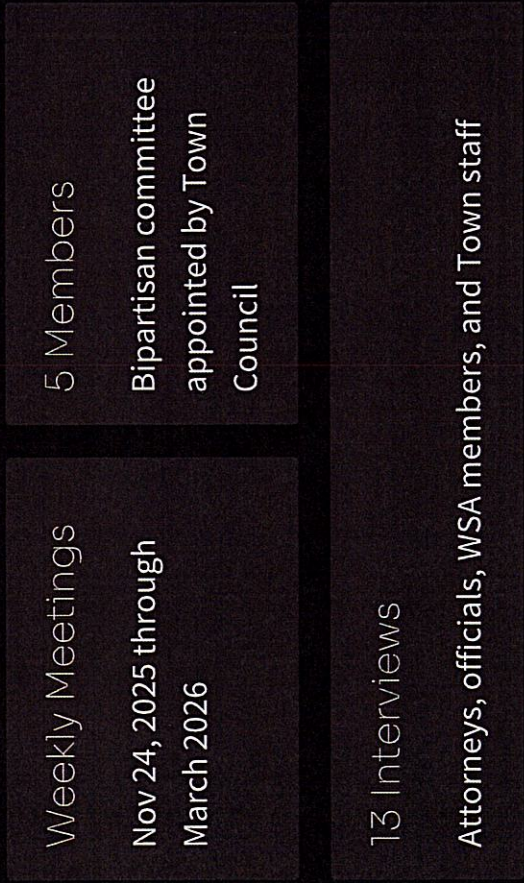 Weekly Meetings
Nov 24, 2025 through
March 2026
5 Members
Bipartisan committee
appointed by Town
Council
13 Interviews
Attorneys, officials, WSA members, and Town staff